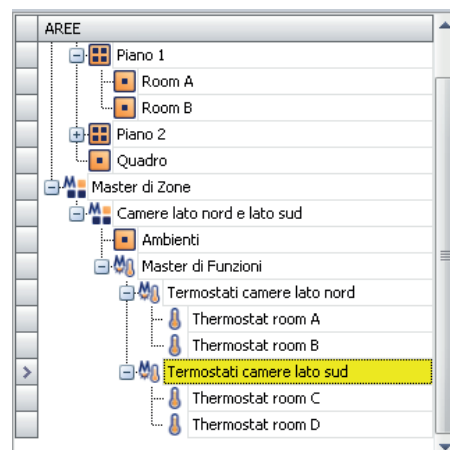 AREE
Piano 1
Room A
Room B
Piano 2
Quadro
Master di Zone
Camere lato nord e lato sud
Ambienti
Master di Funzioni
Termostati camere lato nord
Thermostat room A
Thermostat room B
Termostati camere lato sud
Thermostat room C
Thermostat room D